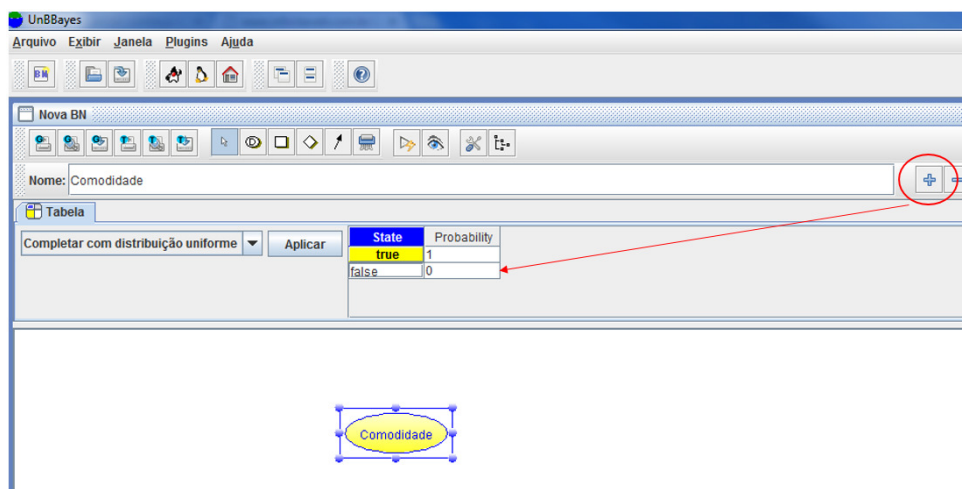 UnBBayes
Arquivo Exibir Janela Plugins Ajuda
BN
Nova BN
Nome: Comodidade
Tabela
Completar com distribuição uniforme Aplicar
State Probability
true 1
false 0
Comodidade